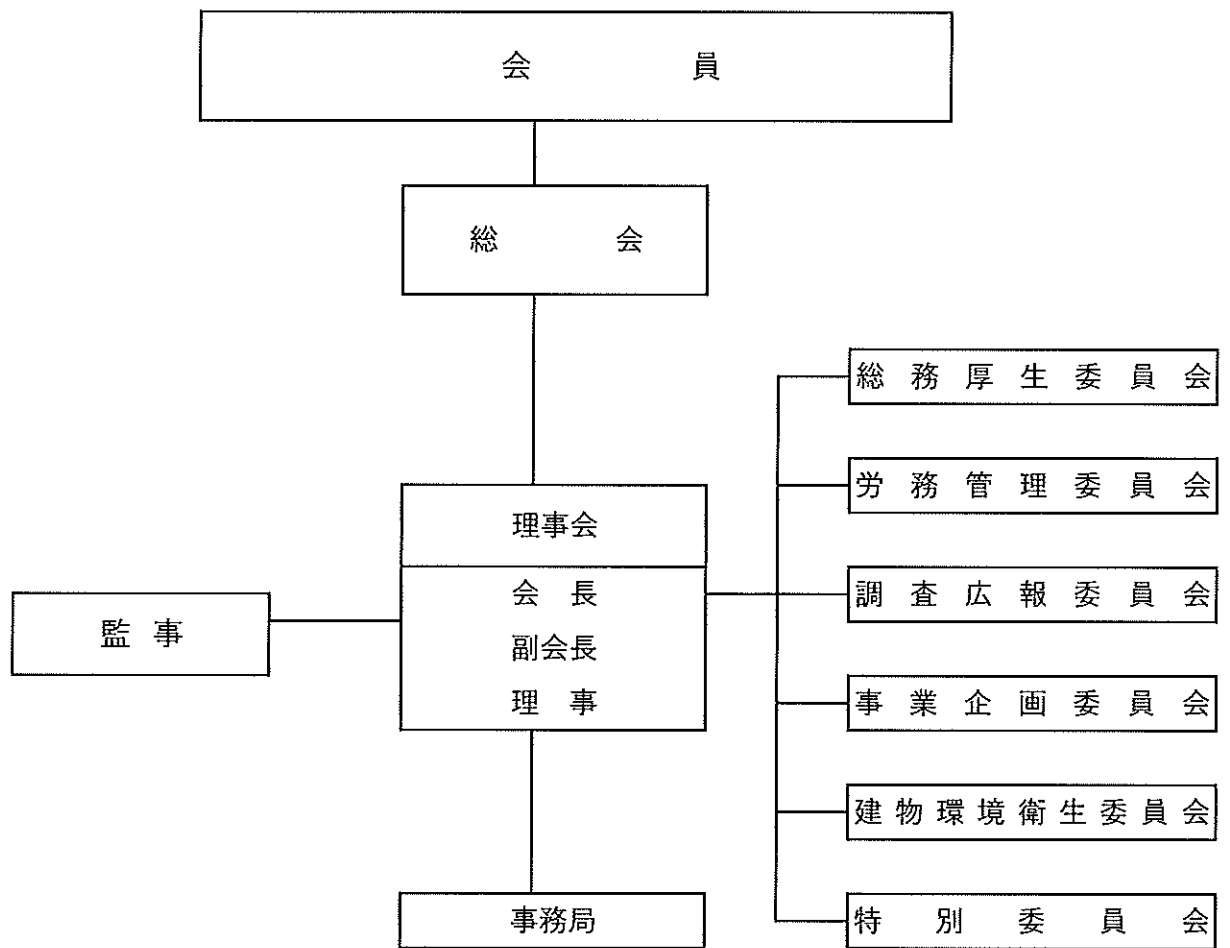 会員
総会
総務厚生委員会
労務管理委員会
理事会
調査広報委員会
会長
監事
副会長
事業企画委員会
理事
建物環境衛生委員会
事務局
特別委員会